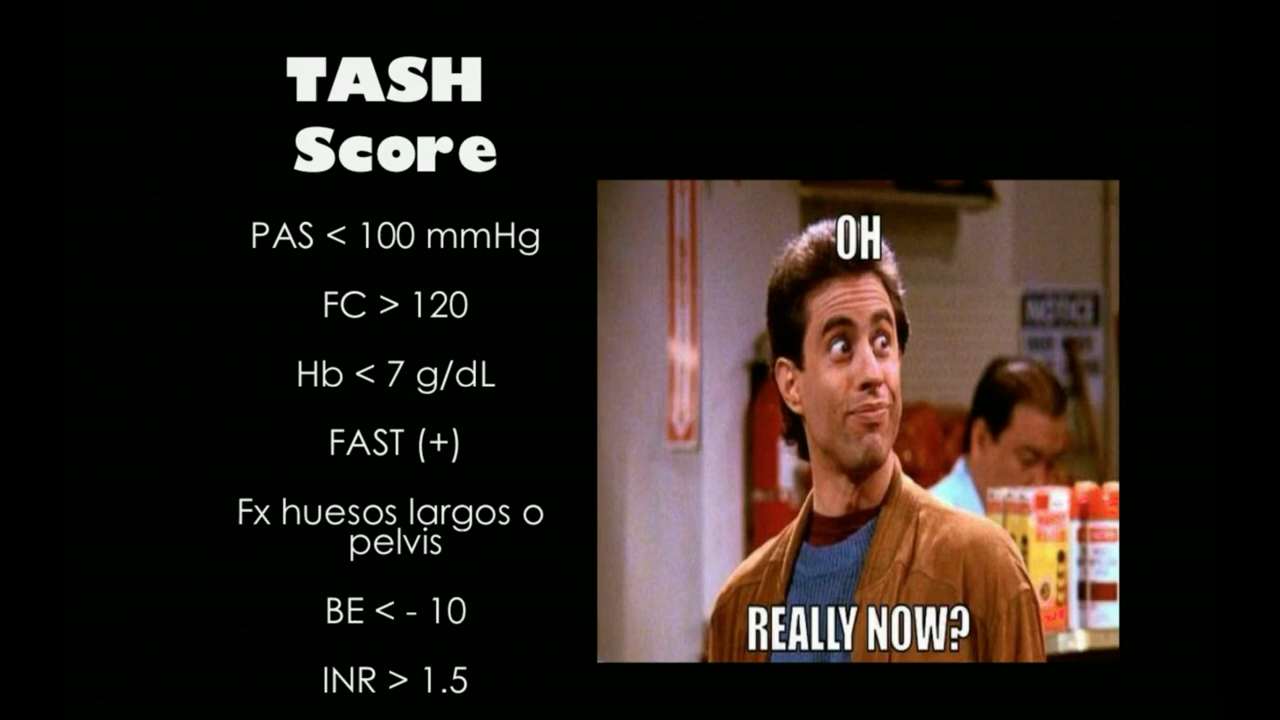 TASH
Score
PAS < 100 mmHg
FC > 120
Hb < 7 g/dL
FAST (+)
Fx huesos largos o
pelvis
BE < - 10
INR > 1.5
OH
NOTICE
REALLY NOW?